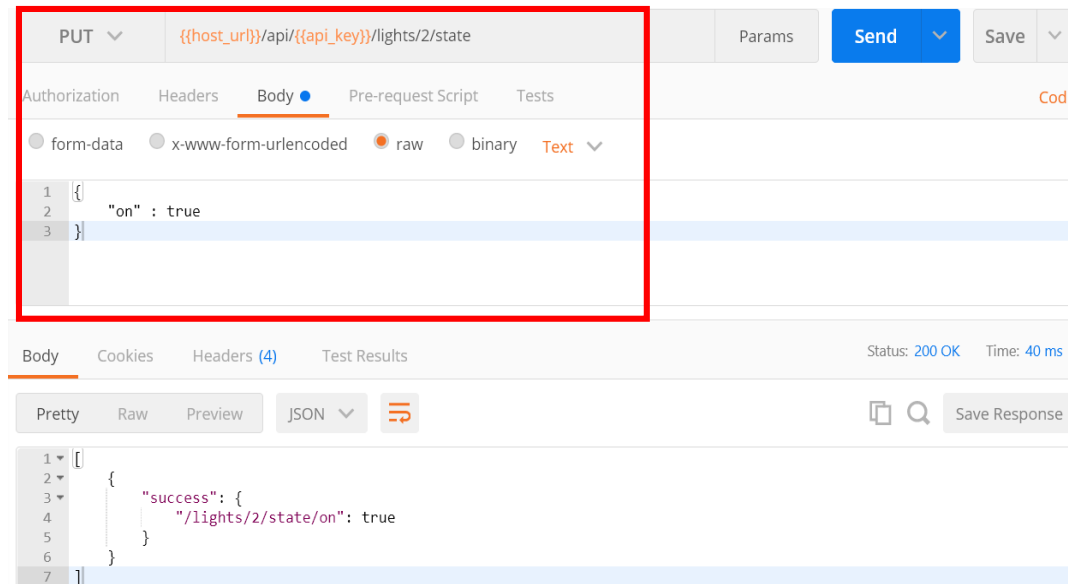 PUT {{host_url}}/api/{{api_key}}/lights/2/state Params Send Save
Authorization Headers Body Pre-request Script Tests Cod
form-data x-www-form-urlencoded raw binary Text
1 {
2 "on" : true
3 }
Body Cookies Headers (4) Test Results Status: 200 OK Time: 40 ms
Pretty Raw Preview JSON Save Response
1 [
2 {
3 "success": {
4 "/lights/2/state/on": true
5 }
6 }
7 ]